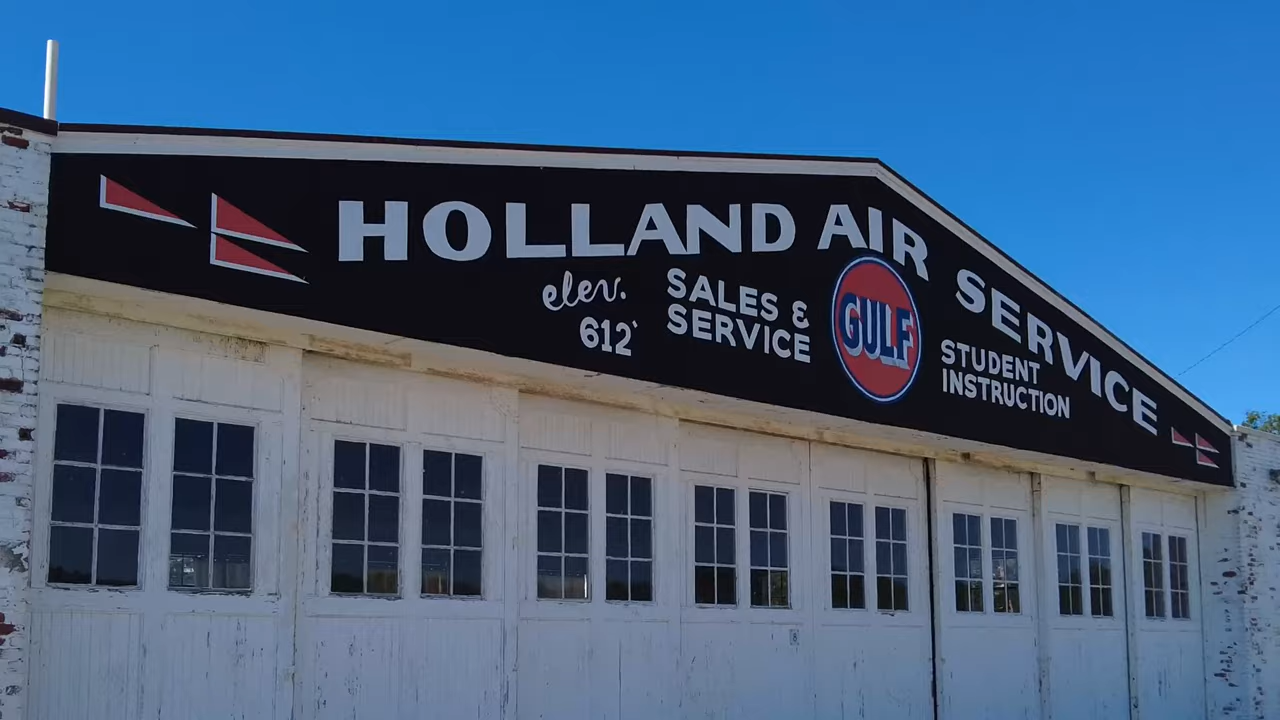 HOLLAND AIR SERVICE
elev.
612'
SALES &
SERVICE
GULF
STUDENT
INSTRUCTION